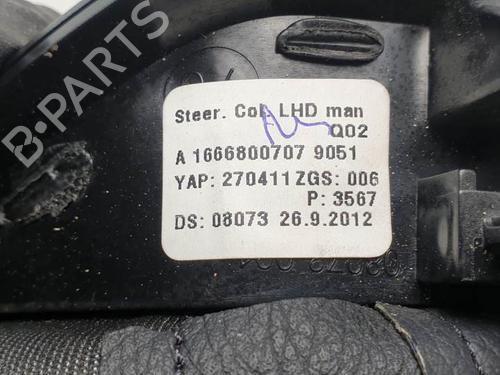 B-PARTS
Steer. Col. LHD man
Q02
A 1666800707 9051
YAP: 270411 ZGS: 006
P: 3567
DS: 08073 26.9.2012